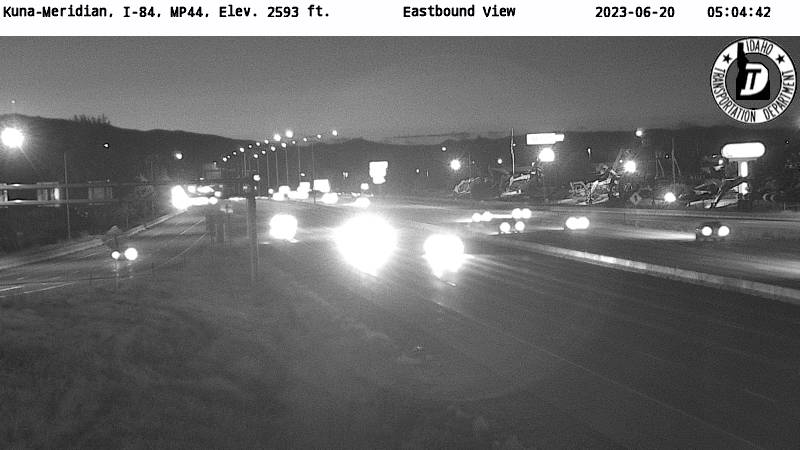 Kuna-Meridian, I-84, MP44, Elev. 2593 ft. Eastbound View 2023-06-20 05:04:42
IDAHO
TRANSPORTATION DEPARTMENT